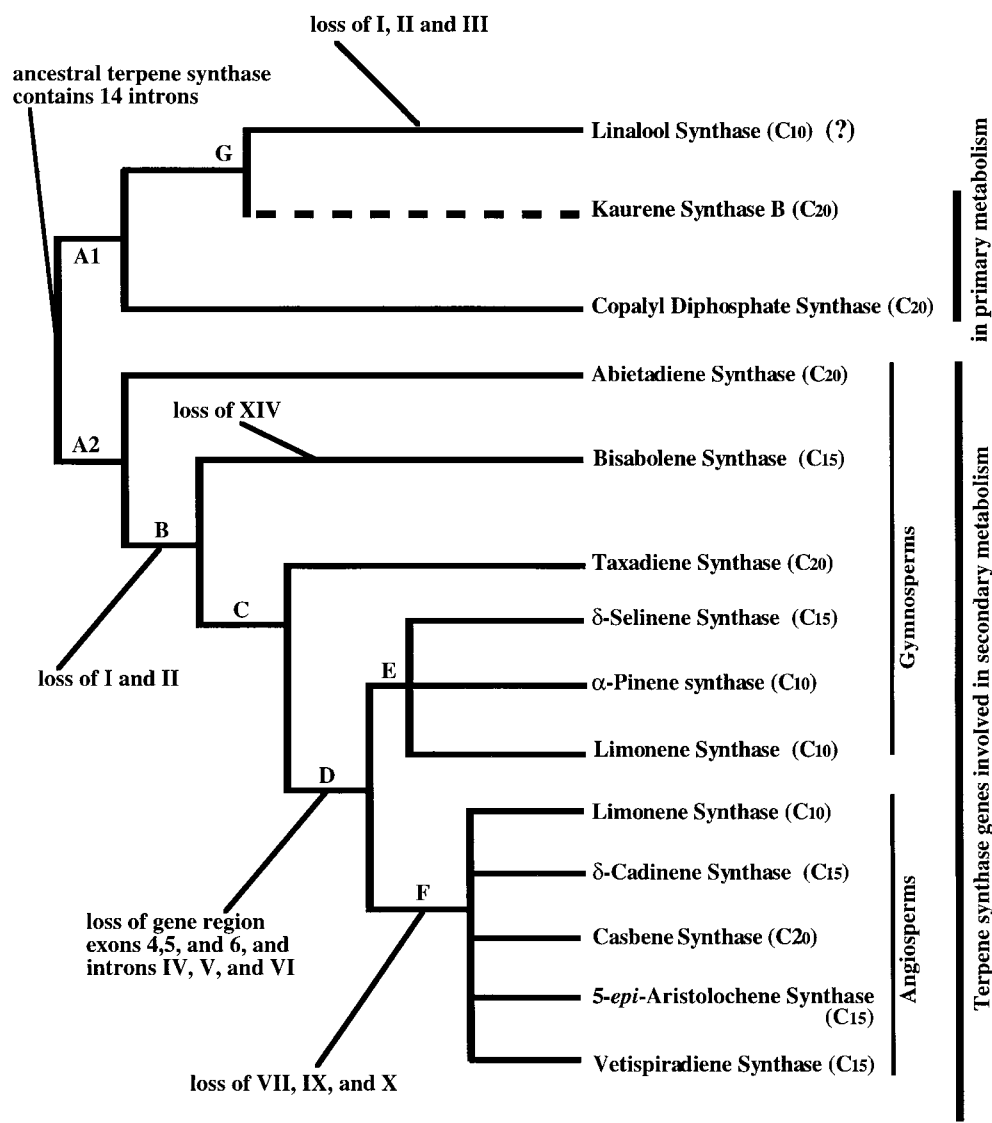 loss of I, II and III
ancestral terpene synthase
contains 14 introns
Linalool Synthase (C10) (?)
G
Kaurene Synthase B (C20)
A1
Copalyl Diphosphate Synthase (C20)
in primary metabolism
Abietadiene Synthase (C20)
loss of XIV
A2
Bisabolene Synthase (C15)
B
Taxadiene Synthase (C20)
C
δ-Selinene Synthase (C15)
loss of I and II
E
α-Pinene synthase (C10)
Limonene Synthase (C10)
Gymnosperms
D
Limonene Synthase (C10)
δ-Cadinene Synthase (C15)
F
loss of gene region
exons 4,5, and 6, and
introns IV, V, and VI
Casbene Synthase (C20)
5-epi-Aristolochene Synthase
(C15)
Vetispiradiene Synthase (C15)
loss of VII, IX, and X
Angiosperms
Terpene synthase genes involved in secondary metabolism